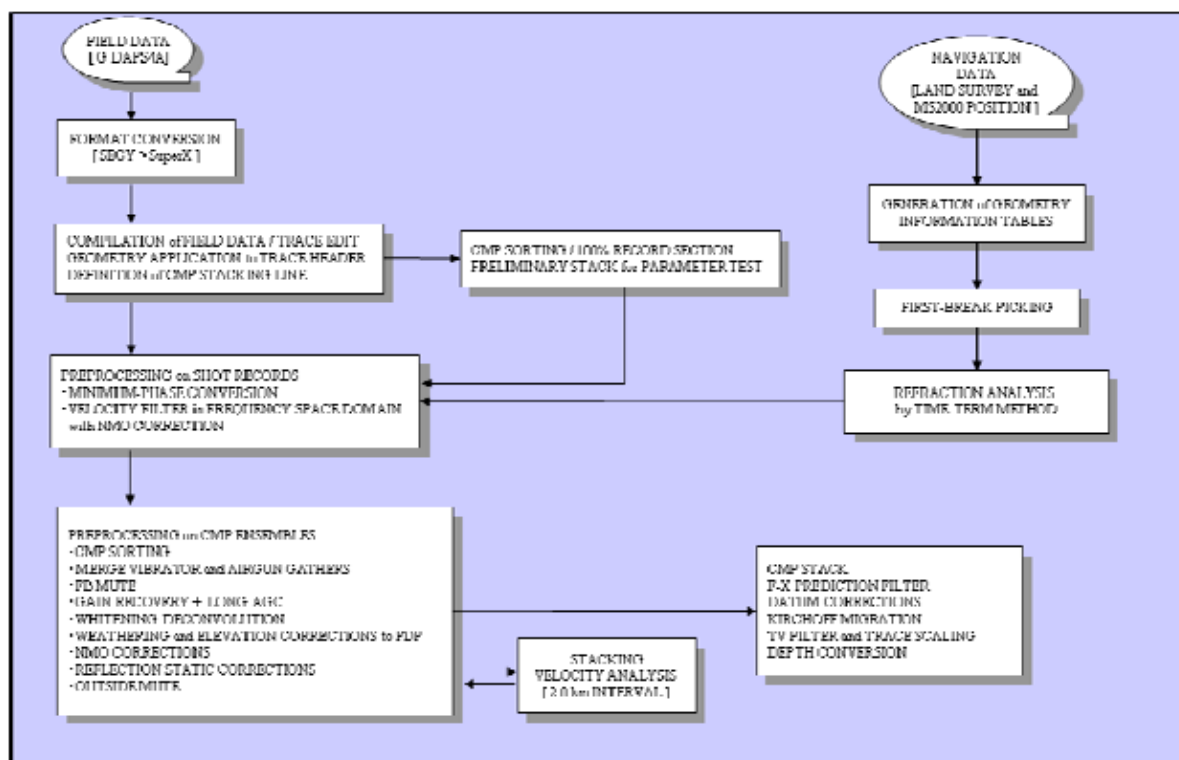 FIELD DATA
[ G DAPS4A]
FORMAT CONVERSION
[ SEGY > SuperX ]
COMPILATION of FIELD DATA / TRACE EDIT
GEOMETRY APPLICATION to TRACE HEADER
DEFINITION of CMP STACKING LINE
CMP SORTING / 100% RECORD SECTION
PRELIMINARY STACK for PARAMETER TEST
NAVIGATION
DATA
[LAND SURVEY and
MS2000 POSITION ]
GENERATION of GEOMETRY
INFORMATION TABLES
FIRST-BREAK PICKING
REFRACTION ANALYSIS
by TIME TERM METHOD
PREPROCESSING on SHOT RECORDS
・MINIMUM-PHASE CONVERSION
・VELOCITY FILTER in FREQUENCY SPACE DOMAIN
with NMO CORRECTION
PREPROCESSING on CMP ENSEMBLES
・CMP SORTING
・MERGE VIBRATOR and AIRGUN GATHERS
・FB MUTE
・GAIN RECOVERY + LONG AGC
・WHITENING DECONVOLUTION
・WEATHERING and ELEVATION CORRECTIONS to FDP
・NMO CORRECTIONS
・REFLECTION STATIC CORRECTIONS
・OUTSIDE MUTE
STACKING
VELOCITY ANALYSIS
[ 2.0 km INTERVAL ]
CMP STACK
F-X PREDICTION FILTER
DATUM CORRECTIONS
KIRCHOFF MIGRATION
TV FILTER and TRACE SCALING
DEPTH CONVERSION